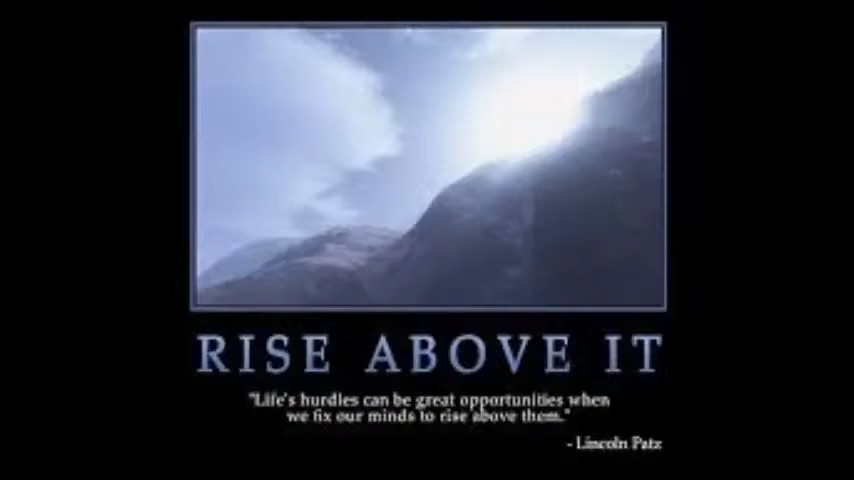 RISE ABOVE IT
"Life's hurdles can be great opportunities when
we fix our minds to rise above them."
- Lincoln Patz